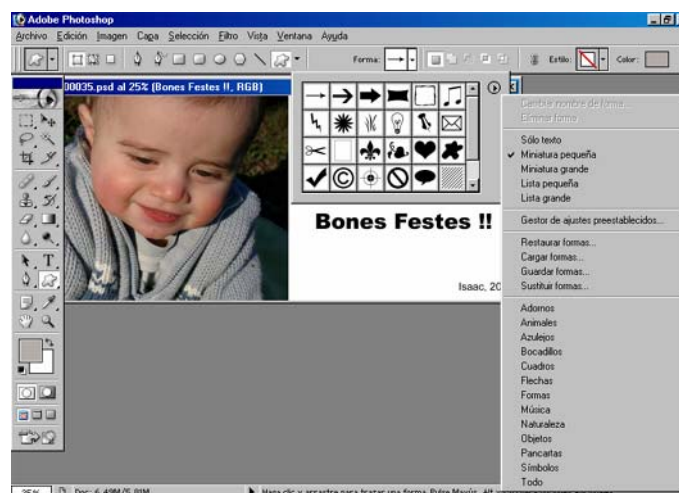 Adobe Photoshop
Archivo Edición Imagen Capa Selección Filtro Vista Ventana Ayuda
Forma:
Estilo:
Color:
00035.psd al 25% (Bones Festes !!, RGB)
Cambiar nombre de forma...
Eliminar forma
Sólo texto
Miniatura pequeña
Miniatura grande
Lista pequeña
Lista grande
Gestor de ajustes preestablecidos...
Restaurar formas...
Cargar formas...
Guardar formas...
Sustituir formas...
Adornos
Animales
Azulejos
Bocadillos
Cuadros
Flechas
Formas
Música
Naturaleza
Objetos
Pancartas
Símbolos
Todo
Bones Festes !!
Isaac, 20
25% Doc: 6,49M/5,81M Haga clic y arrastre para trazar una forma. Pulse Mayús, Alt